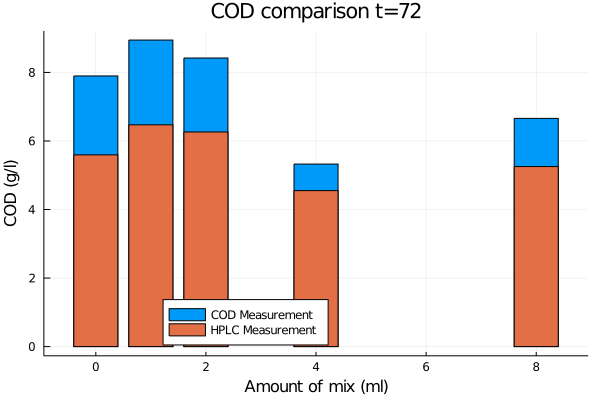 COD comparison t=72
COD (g/l)
8
6
4
2
0
COD Measurement
HPLC Measurement
0 2 4 6 8
Amount of mix (ml)